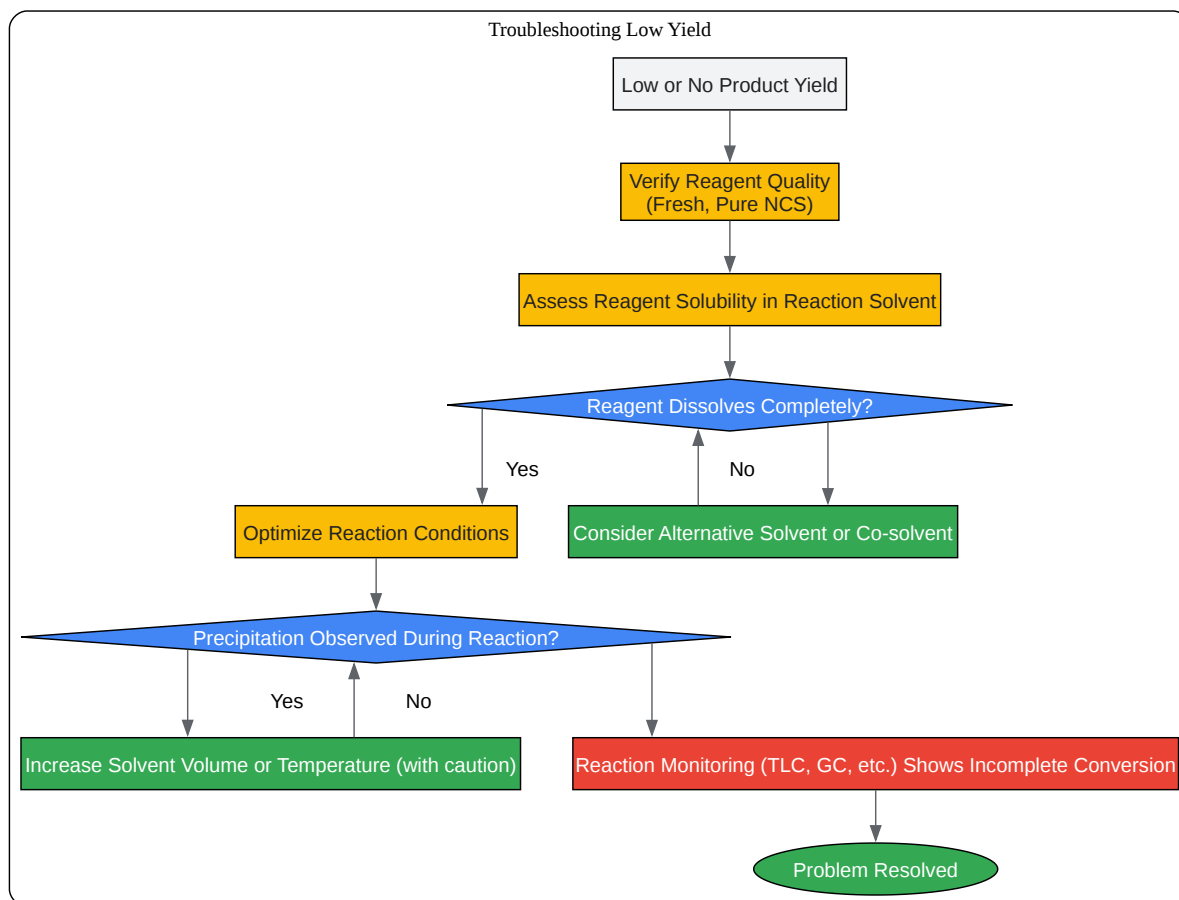 Troubleshooting Low Yield
Low or No Product Yield
Verify Reagent Quality
(Fresh, Pure NCS)
Assess Reagent Solubility in Reaction Solvent
Reagent Dissolves Completely?
Yes
No
Optimize Reaction Conditions
Consider Alternative Solvent or Co-solvent
Precipitation Observed During Reaction?
Yes
No
Increase Solvent Volume or Temperature (with caution)
Reaction Monitoring (TLC, GC, etc.) Shows Incomplete Conversion
Problem Resolved